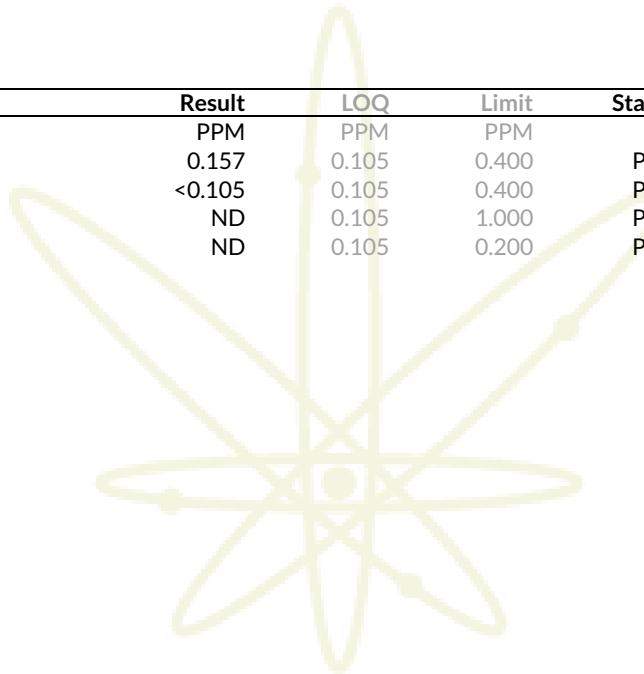 Result LOQ Limit Sta
PPM PPM PPM
0.157 0.105 0.400 P
<0.105 0.105 0.400 P
ND 0.105 1.000 P
ND 0.105 0.200 P